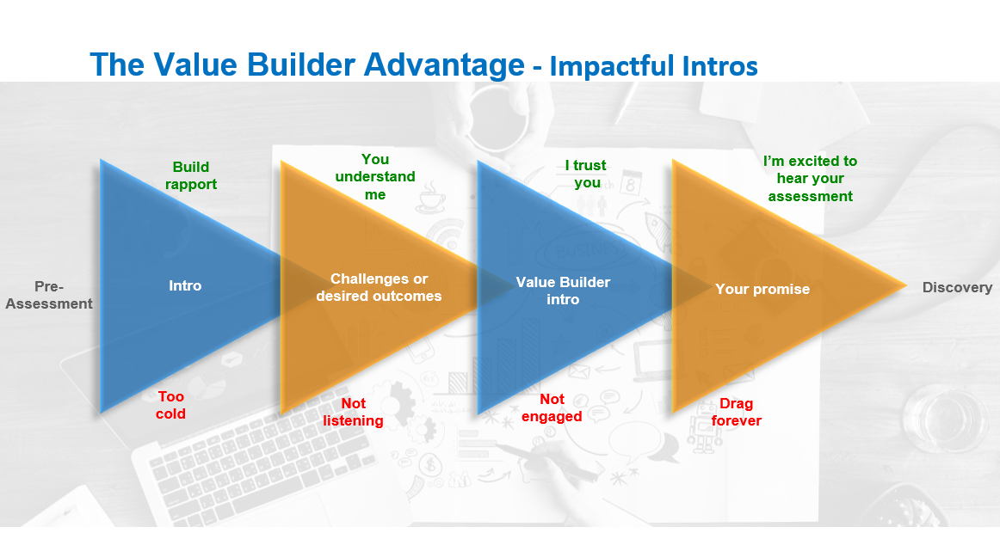 The Value Builder Advantage - Impactful Intros
Build
rapport
You
understand
me
I trust
you
I'm excited to
hear your
assessment
Pre-
Assessment
Intro
Challenges or
desired outcomes
Value Builder
intro
Your promise
Discovery
Too
cold
Not
listening
Not
engaged
Drag
forever